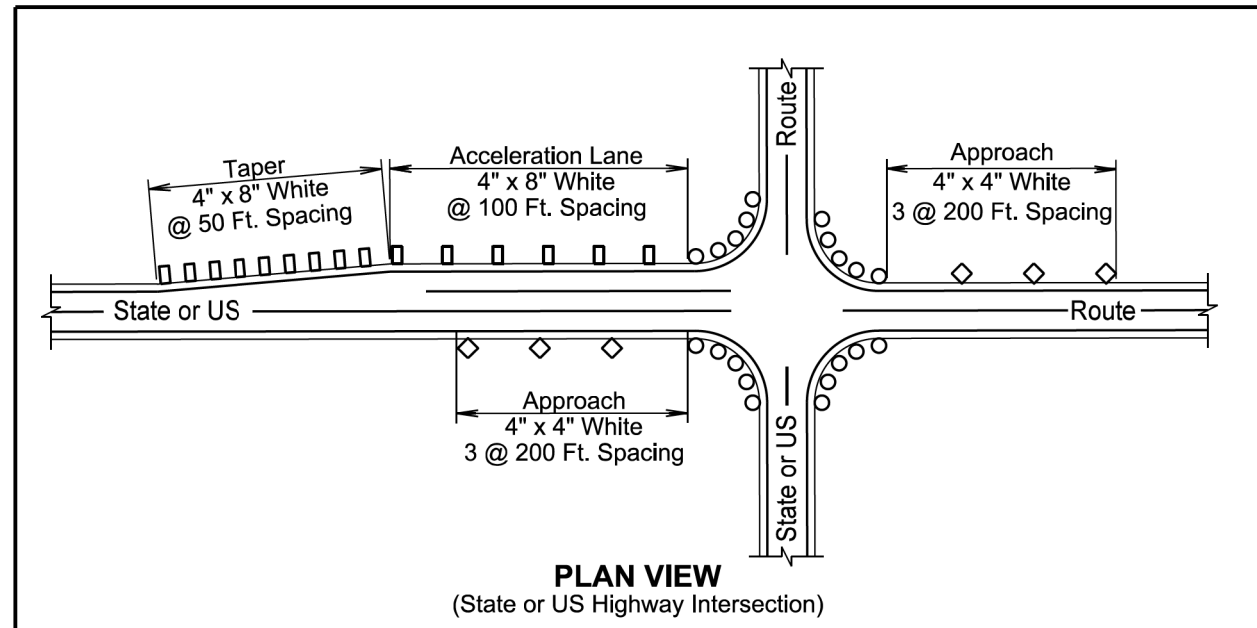 Route
Taper
4" x 8" White
@ 50 Ft. Spacing
Acceleration Lane
4" x 8" White
@ 100 Ft. Spacing
Approach
4" x 4" White
3 @ 200 Ft. Spacing
State or US
Route
Approach
4" x 4" White
3 @ 200 Ft. Spacing
State or US
PLAN VIEW
(State or US Highway Intersection)